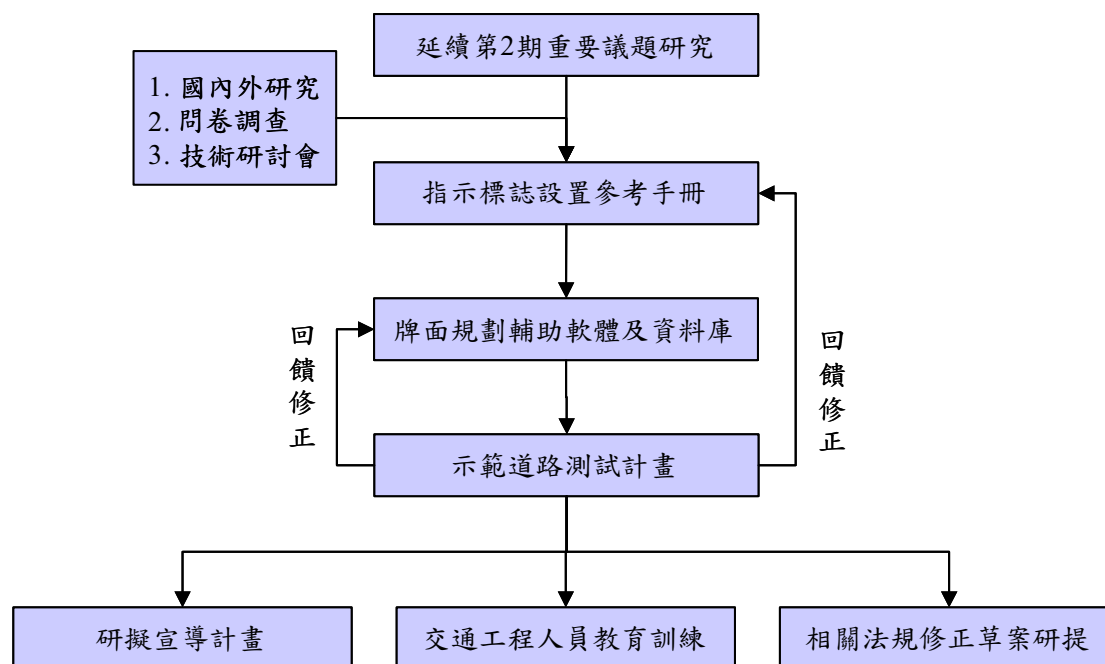 延續第2期重要議題研究
1. 國內外研究
2. 問卷調查
3. 技術研討會
指示標誌設置參考手冊
牌面規劃輔助軟體及資料庫
回饋修正
回饋修正
示範道路測試計畫
研擬宣導計畫
交通工程人員教育訓練
相關法規修正草案研提